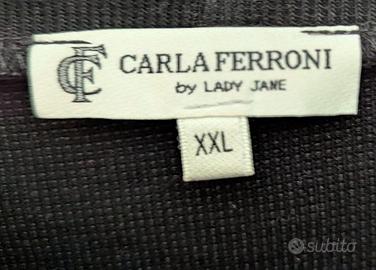 CF
CARLA FERRONI
by LADY JANE
XXL
subito